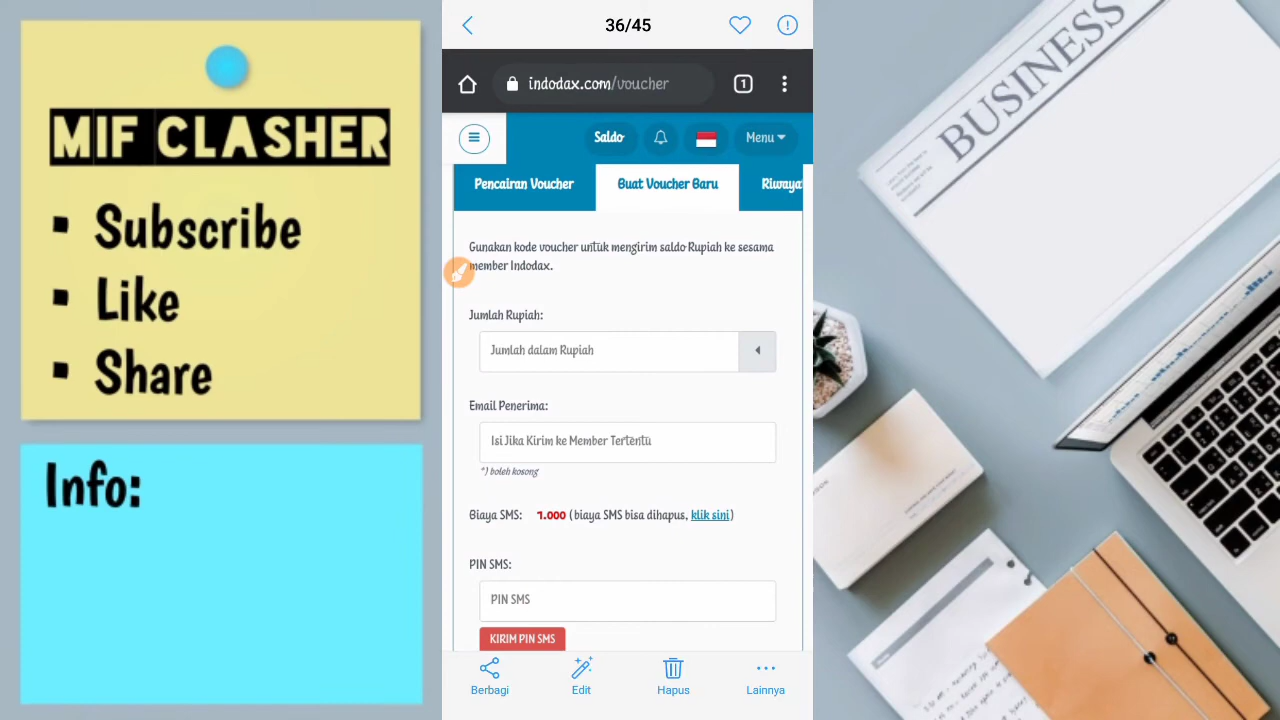 MIF CLASHER
▪ Subscribe
▪ Like
▪ Share
Info:
36/45
indodax.com/voucher
1
Saldo
Menu
Pencairan Voucher
Buat Voucher Baru
Riwaya
Gunakan kode voucher untuk mengirim saldo Rupiah ke sesama
member Indodax.
Jumlah Rupiah:
Jumlah dalam Rupiah
Email Penerima:
Isi Jika Kirim ke Member Tertentu
*) boleh kosong
Biaya SMS: 1.000 (biaya SMS bisa dihapus, klik sini)
PIN SMS:
PIN SMS
KIRIM PIN SMS
Berbagi
Edit
Hapus
Lainnya
BUSINESS